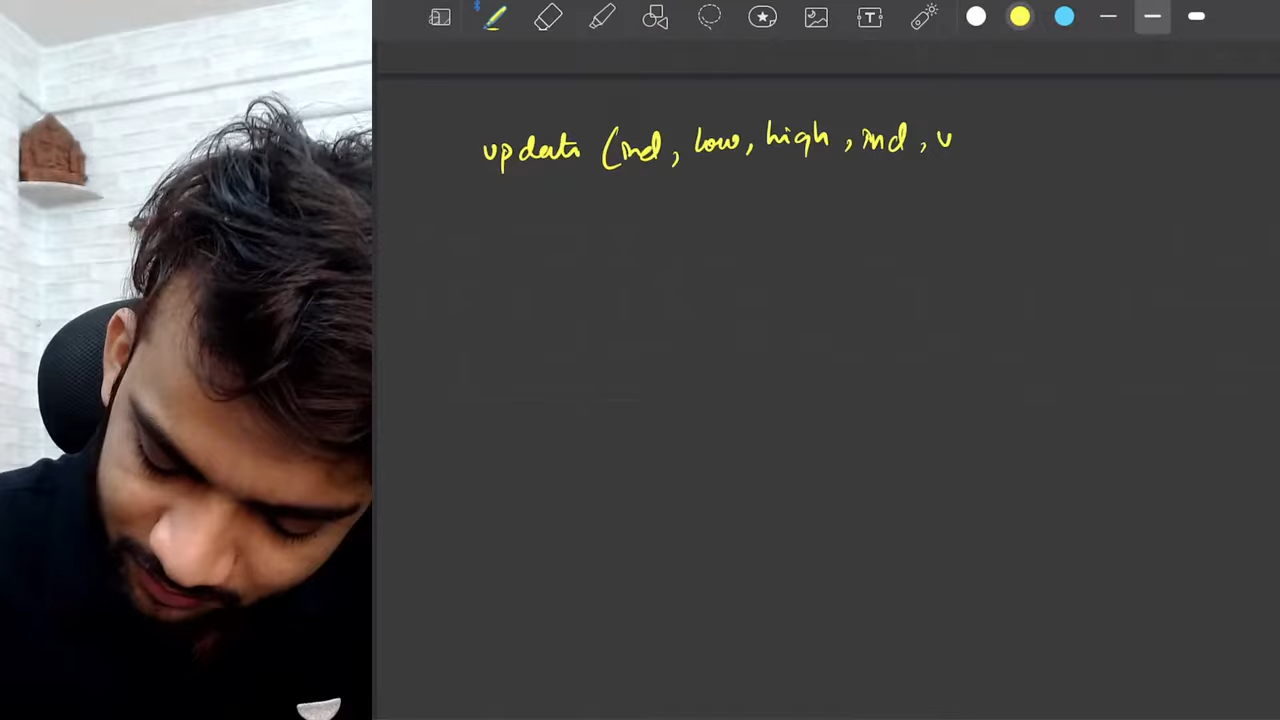 update (ind, low, high, ind, v